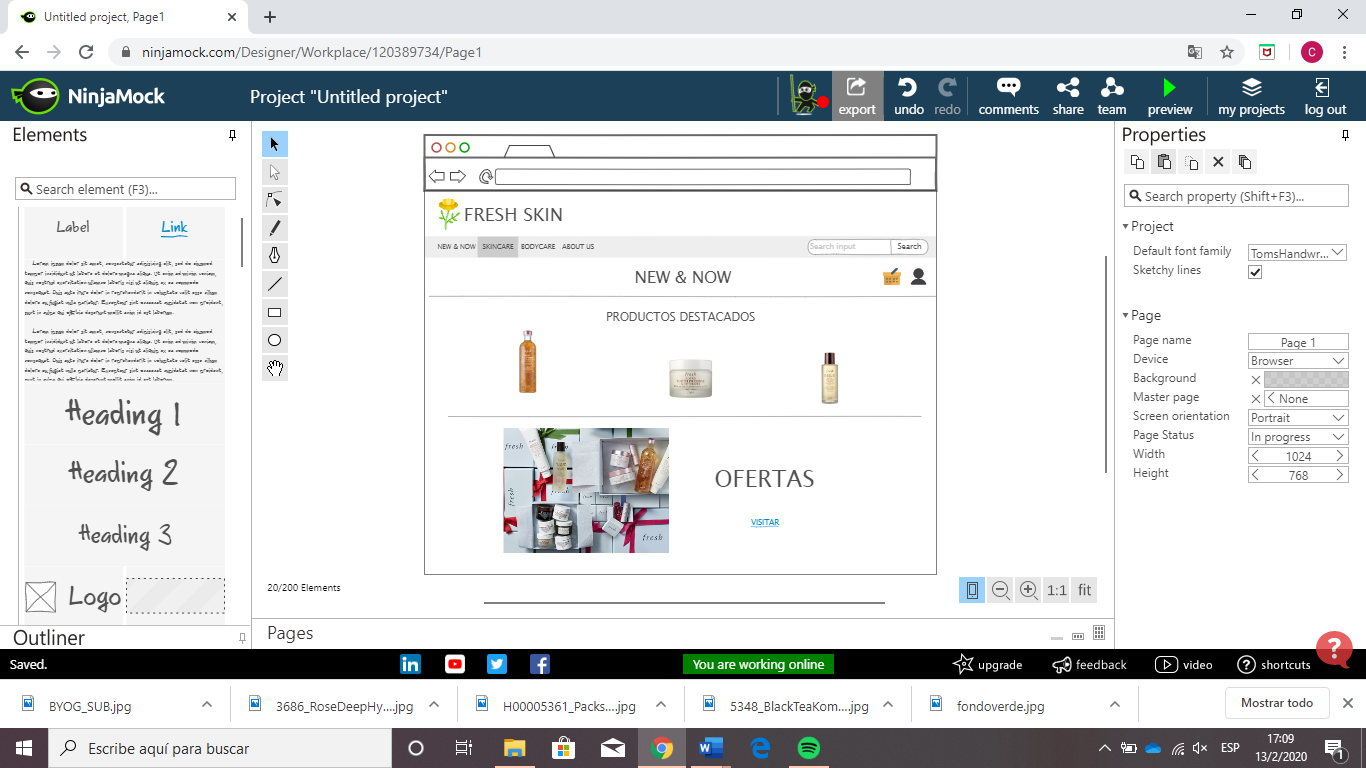 Untitled project, Page1
ninjamock.com/Designer/Workplace/120389734/Page1
C
NinjaMock
Project "Untitled project"
export
undo
redo
comments
share
team
preview
my projects
log out
Elements
Search element (F3)...
Label
Link
Heading 1
Heading 2
Heading 3
Logo
Outliner
FRESH SKIN
NEW & NOW
SKINCARE
BODYCARE
ABOUT US
Search input
Search
NEW & NOW
PRODUCTOS DESTACADOS
fresh
fresh
fresh
OFERTAS
VISITAR
20/200 Elements
1:1
fit
Pages
Properties
Search property (Shift+F3)...
Project
Default font family
TomsHandwr...
Sketchy lines
Page
Page name
Page 1
Device
Browser
Background
Master page
None
Screen orientation
Portrait
Page Status
In progress
Width
1024
Height
768
Saved.
You are working online
upgrade
feedback
video
shortcuts
BYOG_SUB.jpg
3686_RoseDeepHy....jpg
H00005361_Packs....jpg
5348_BlackTeaKom....jpg
fondoverde.jpg
Mostrar todo
Escribe aquí para buscar
ESP
17:09
13/2/2020
1